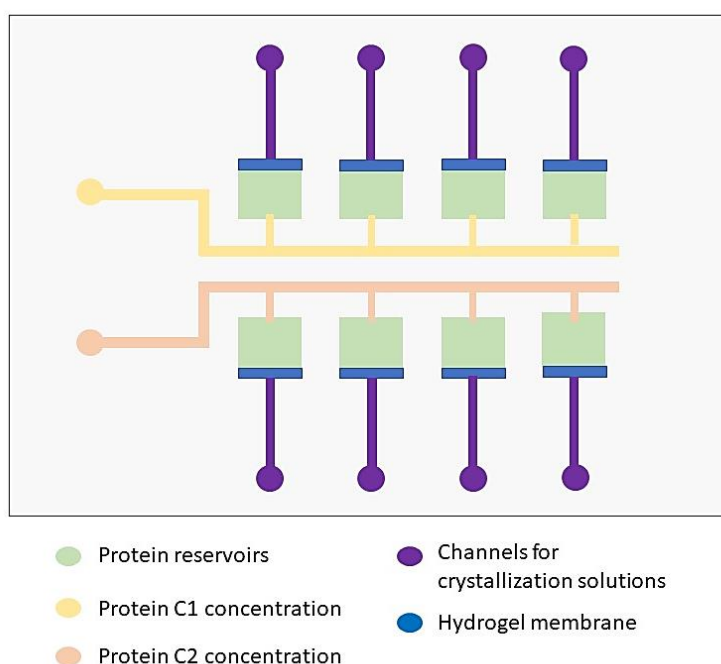 Protein reservoirs
Protein C1 concentration
Protein C2 concentration
Channels for
crystallization solutions
Hydrogel membrane